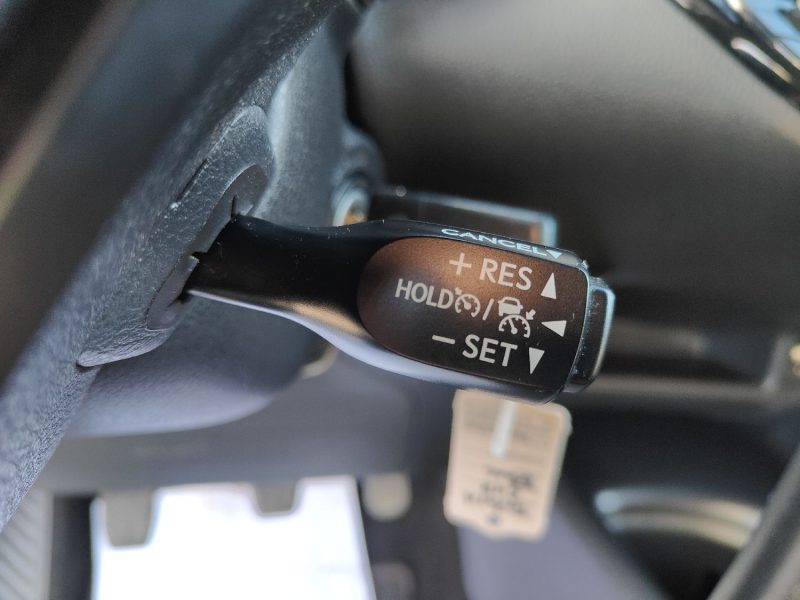 CANCEL▼
+ RES ▲
HOLD / ◀
− SET ▼